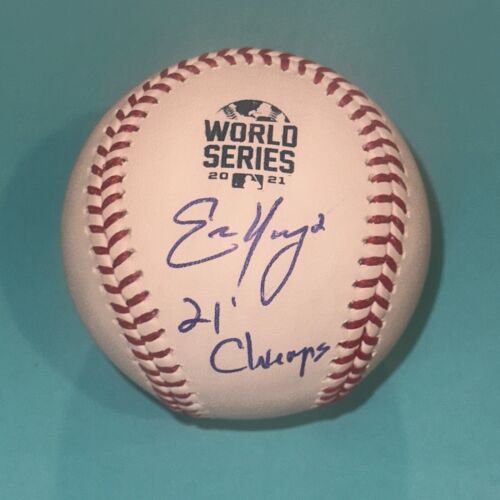 WORLD
SERIES
20 21
21'
Champs